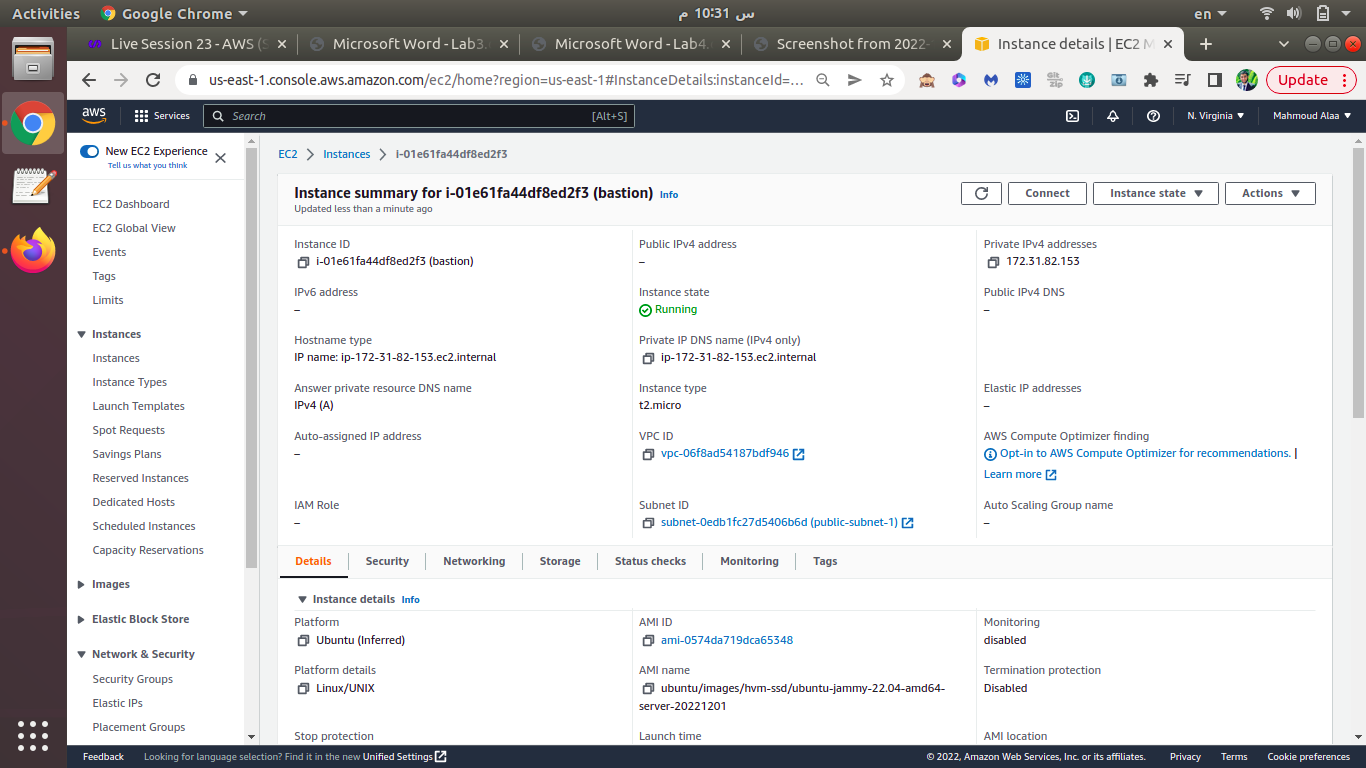 Activities
Google Chrome
س 10:31 م
en
Live Session 23 - AWS (S
Microsoft Word - Lab3.
Microsoft Word - Lab4.
Screenshot from 2022-
Instance details | EC2 M
us-east-1.console.aws.amazon.com/ec2/home?region=us-east-1#InstanceDetails:instanceId=...
Update
aws
Services
Search
[Alt+S]
N. Virginia
Mahmoud Alaa
New EC2 Experience
Tell us what you think
EC2 Dashboard
EC2 Global View
Events
Tags
Limits
Instances
Instances
Instance Types
Launch Templates
Spot Requests
Savings Plans
Reserved Instances
Dedicated Hosts
Scheduled Instances
Capacity Reservations
Images
Elastic Block Store
Network & Security
Security Groups
Elastic IPs
Placement Groups
EC2 > Instances > i-01e61fa44df8ed2f3
Instance summary for i-01e61fa44df8ed2f3 (bastion) Info
Updated less than a minute ago
Connect
Instance state
Actions
Instance ID
i-01e61fa44df8ed2f3 (bastion)
Public IPv4 address
–
Private IPv4 addresses
172.31.82.153
IPv6 address
–
Instance state
Running
Public IPv4 DNS
–
Hostname type
IP name: ip-172-31-82-153.ec2.internal
Private IP DNS name (IPv4 only)
ip-172-31-82-153.ec2.internal
Answer private resource DNS name
IPv4 (A)
Instance type
t2.micro
Elastic IP addresses
–
Auto-assigned IP address
–
VPC ID
vpc-06f8ad54187bdf946
AWS Compute Optimizer finding
Opt-in to AWS Compute Optimizer for recommendations. |
Learn more
IAM Role
–
Subnet ID
subnet-0edb1fc27d5406b6d (public-subnet-1)
Auto Scaling Group name
–
Details
Security
Networking
Storage
Status checks
Monitoring
Tags
Instance details Info
Platform
Ubuntu (Inferred)
AMI ID
ami-0574da719dca65348
Monitoring
disabled
Platform details
Linux/UNIX
AMI name
ubuntu/images/hvm-ssd/ubuntu-jammy-22.04-amd64-
server-20221201
Termination protection
Disabled
Stop protection
Launch time
AMI location
Feedback
Looking for language selection? Find it in the new Unified Settings
© 2022, Amazon Web Services, Inc. or its affiliates.
Privacy
Terms
Cookie preferences